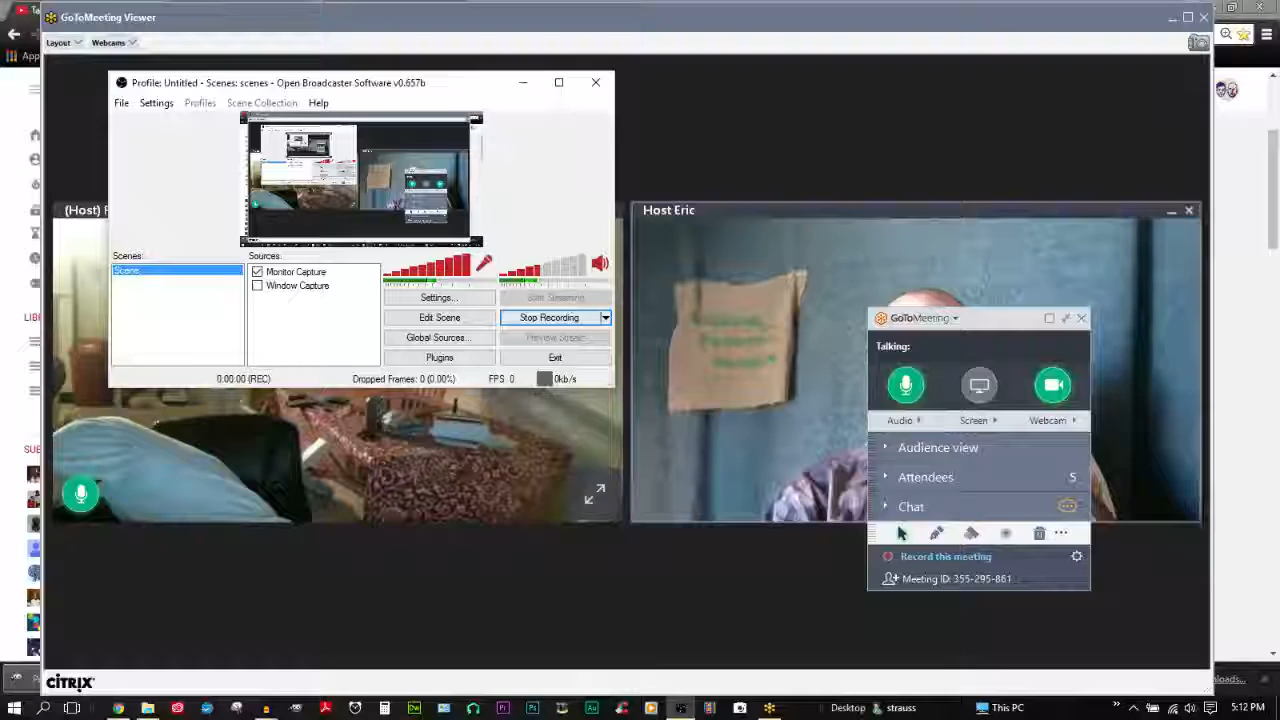 GoToMeeting Viewer
Layout
Webcams
Profile: Untitled - Scenes: scenes - Open Broadcaster Software v0.657b
File Settings Profiles Scene Collection Help
(Host)
Host Eric
Scenes:
Sources:
Scene
Monitor Capture
Window Capture
Settings...
Start Streaming
Edit Scene
Stop Recording
Global Sources...
Preview Stream
Plugins
Exit
0:00:00 (REC)
Dropped Frames: 0 (0.00%)
FPS 0
0kb/s
GoToMeeting
Talking:
Audio
Screen
Webcam
Audience view
Attendees 5
Chat
Record this meeting
Meeting ID: 355-295-861
LIB
SUE
App
CITRIX
Desktop
strauss
This PC
5:12 PM